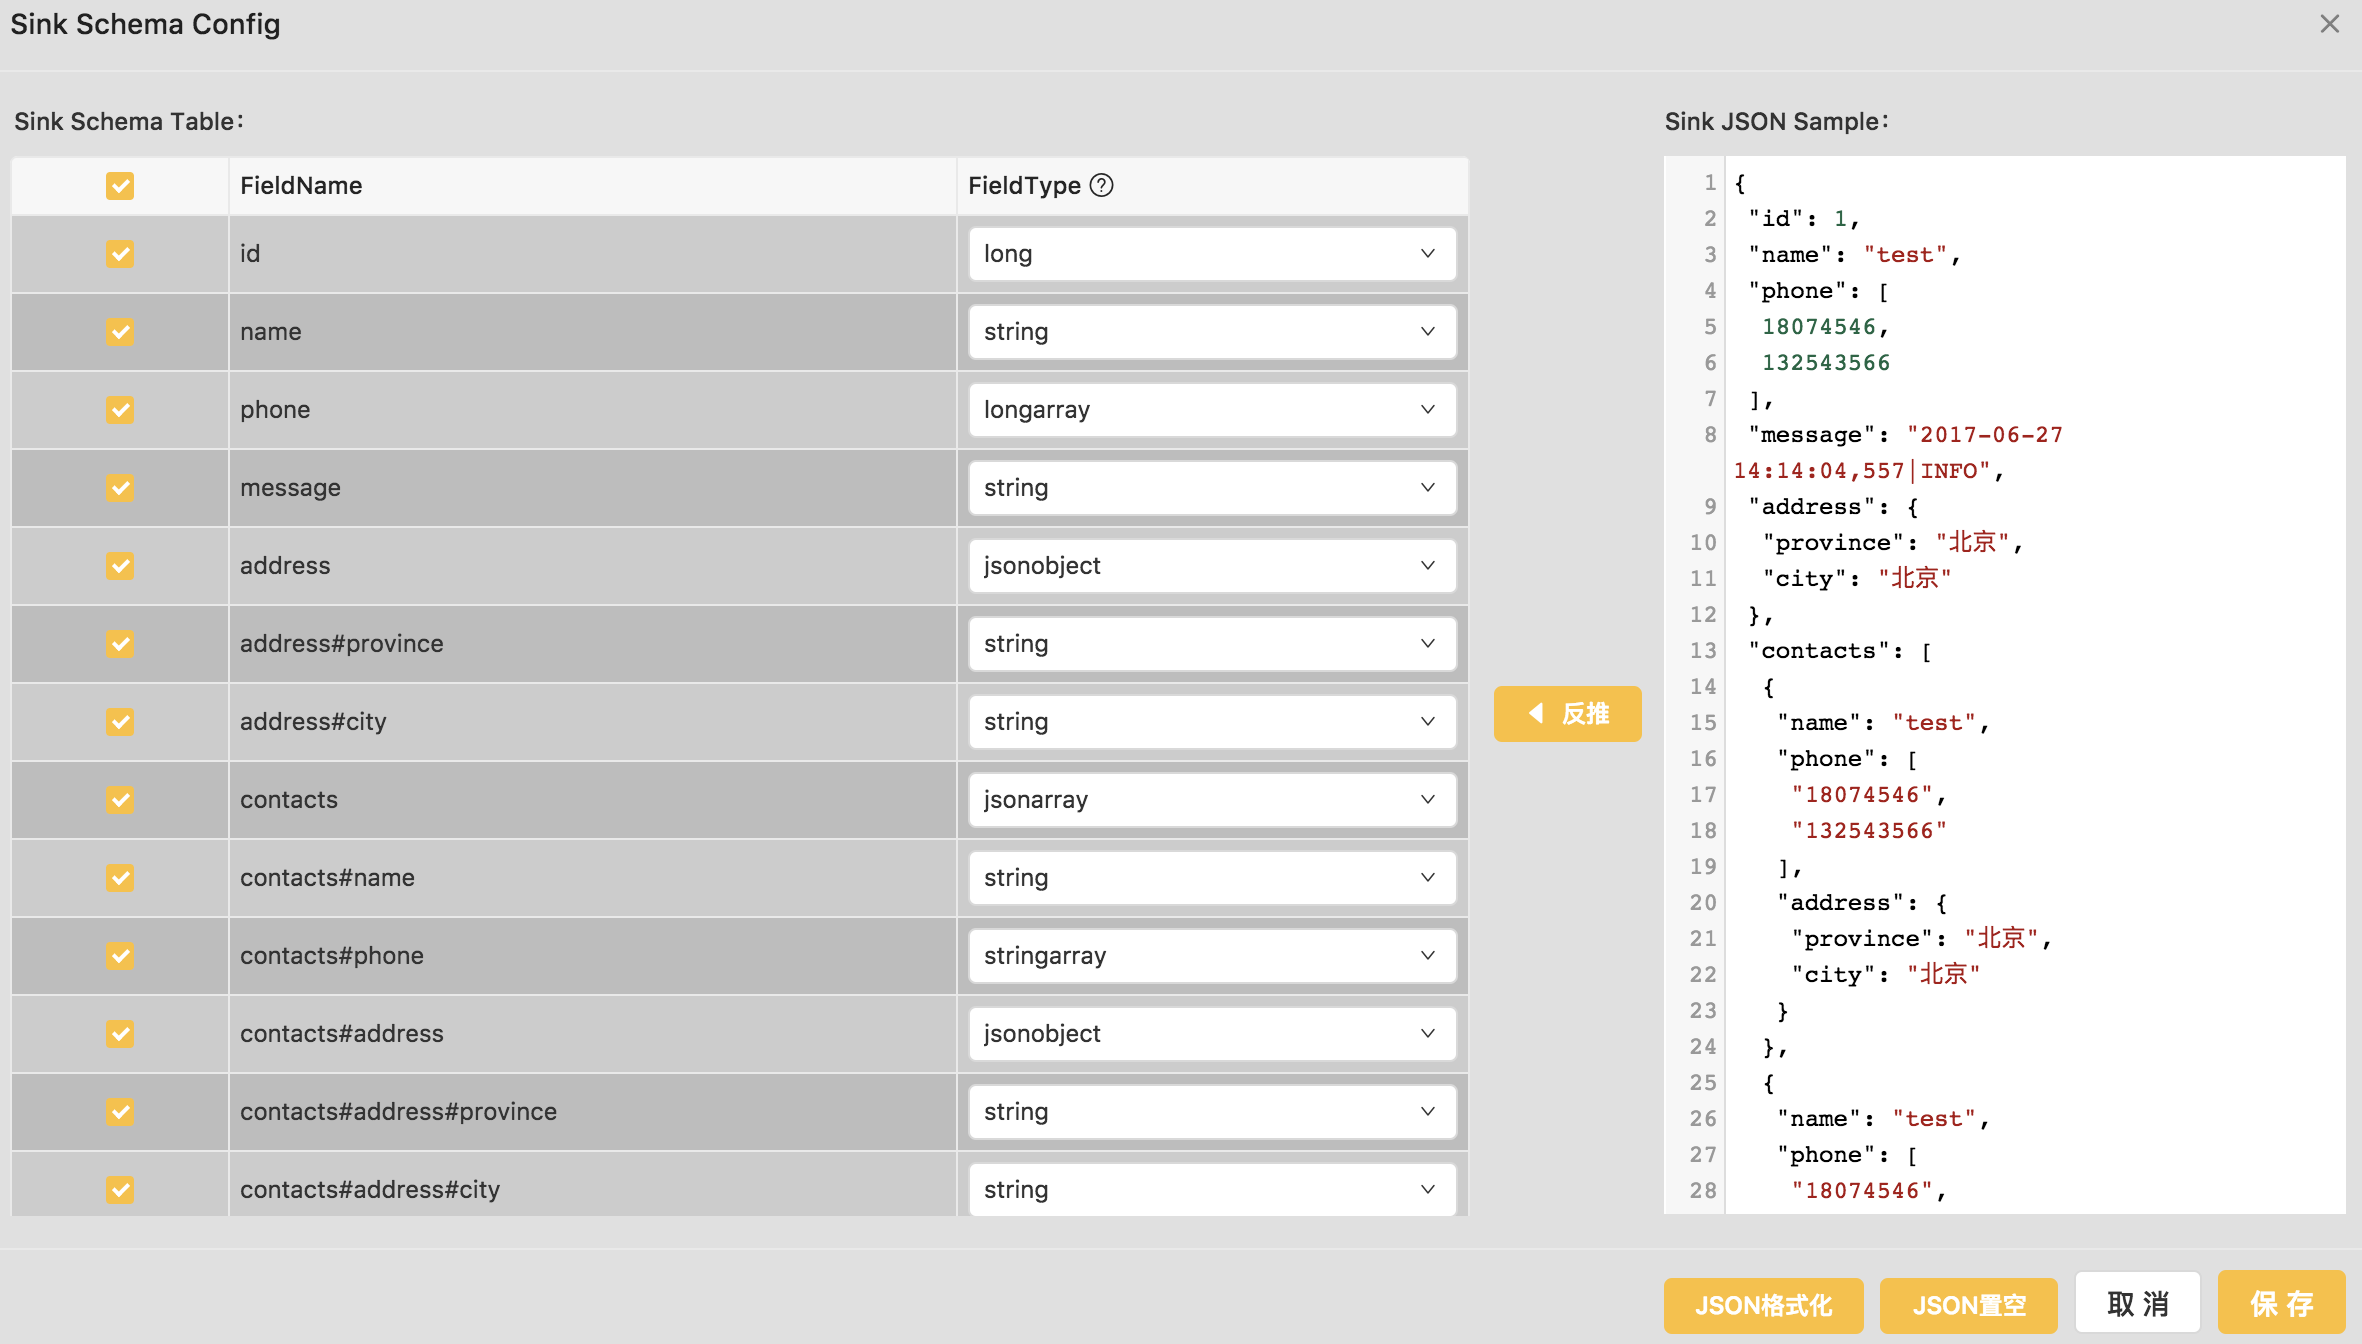 Sink Schema Config
Sink Schema Table:
FieldName FieldType
id long
name string
phone longarray
message string
address jsonobject
address#province string
address#city string
contacts jsonarray
contacts#name string
contacts#phone stringarray
contacts#address jsonobject
contacts#address#province string
contacts#address#city string
反推
Sink JSON Sample:
1 {
2 "id": 1,
3 "name": "test",
4 "phone": [
5 18074546,
6 132543566
7 ],
8 "message": "2017-06-27
14:14:04,557|INFO",
9 "address": {
10 "province": "北京",
11 "city": "北京"
12 },
13 "contacts": [
14 {
15 "name": "test",
16 "phone": [
17 "18074546",
18 "132543566"
19 ],
20 "address": {
21 "province": "北京",
22 "city": "北京"
23 }
24 },
25 {
26 "name": "test",
27 "phone": [
28 "18074546",
JSON格式化 JSON置空 取 消 保 存